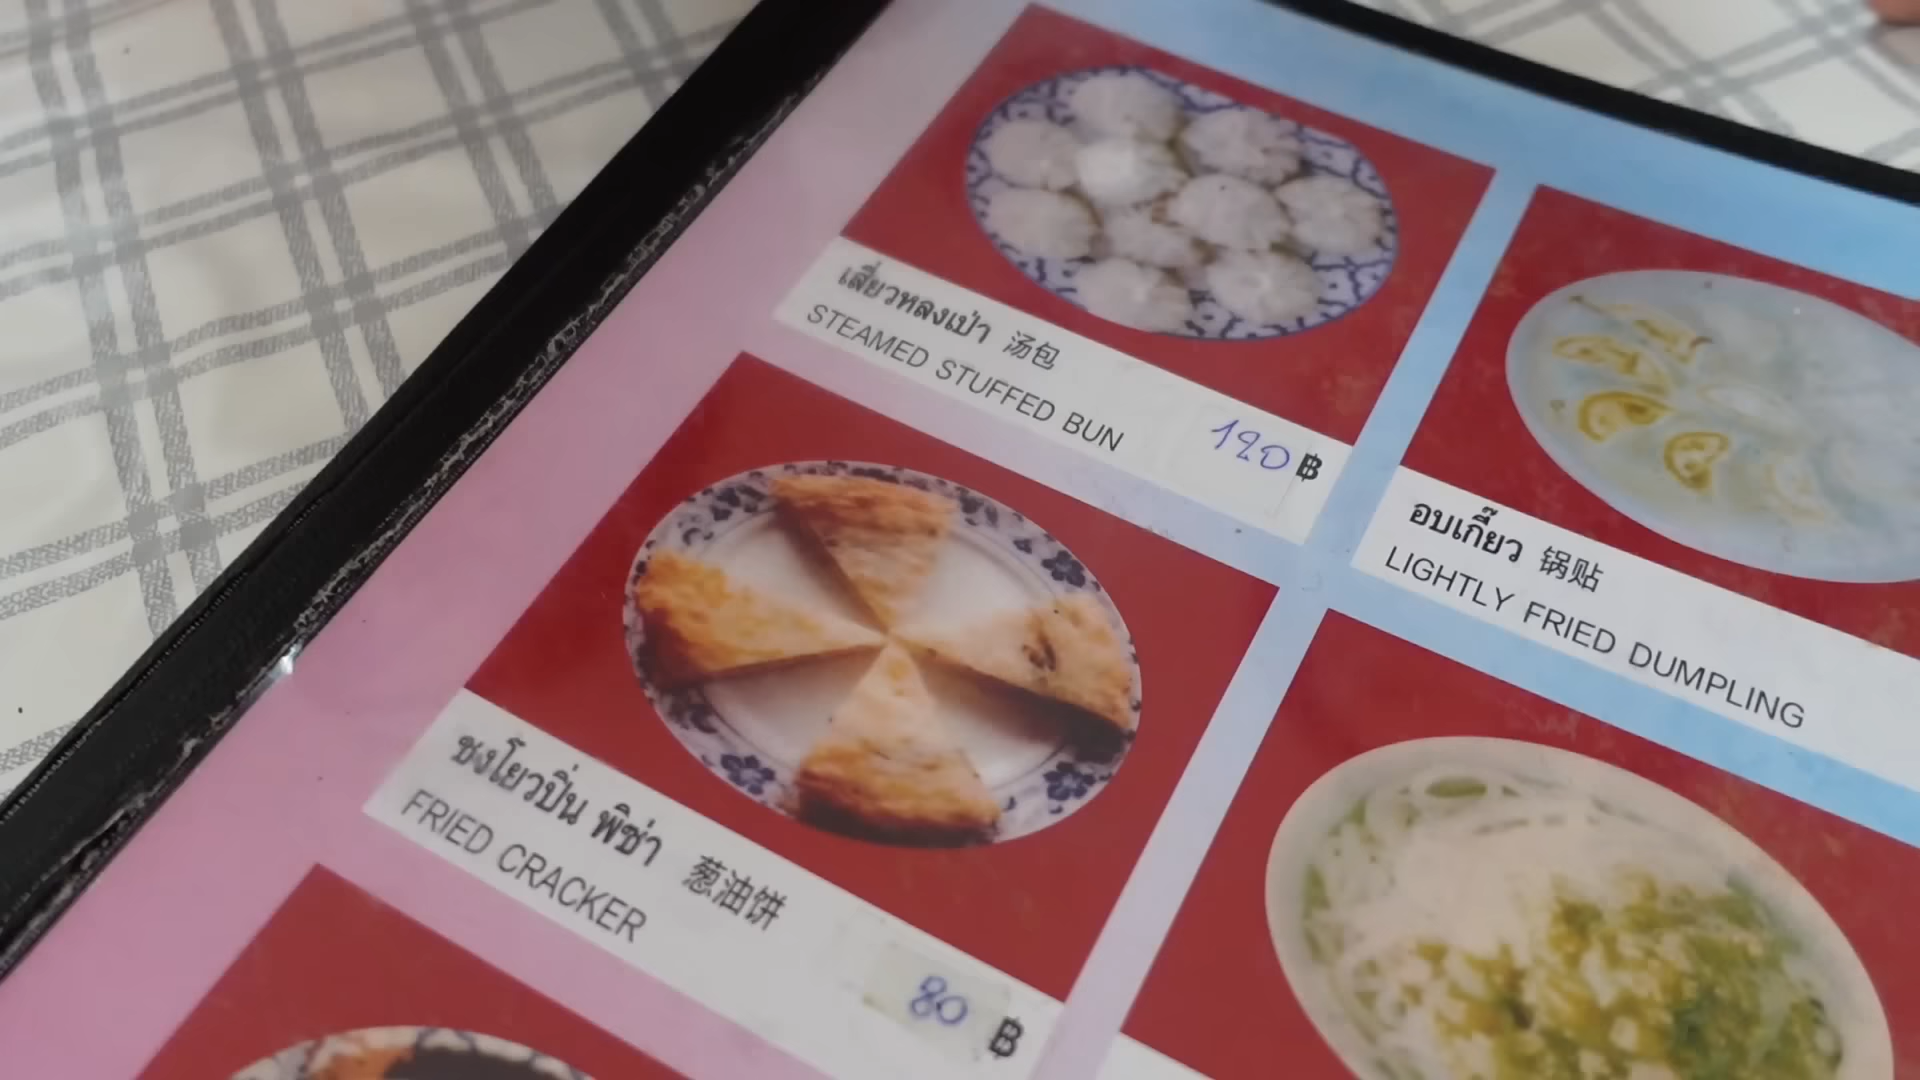 เสี่ยวหลงเปา 汤包
STEAMED STUFFED BUN
120 ฿
อบเกี๊ยว 锅贴
LIGHTLY FRIED DUMPLING
ชงโยวปิ่น พิซ่า 葱油饼
FRIED CRACKER
80 ฿